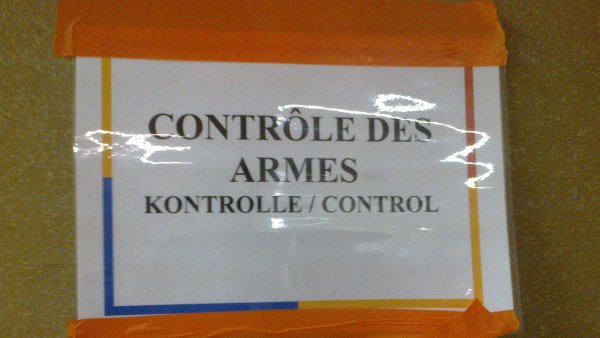 CONTRÔLE DES
ARMES
KONTROLLE / CONTROL